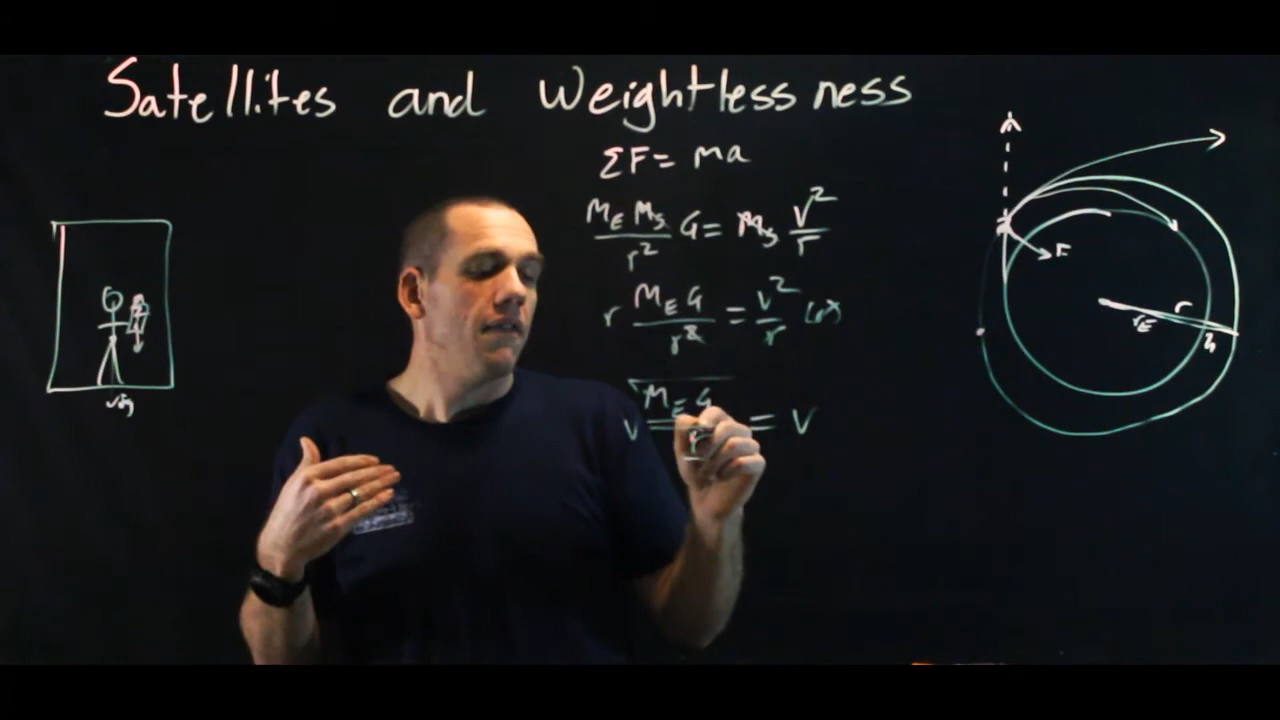 Satellites and Weightlessness
ΣF = ma
M_E M_s / r² G = M_s v² / r
r M_E G / r² = v² / r (r)
√ M_E G / r = v
F
r
r_E
h